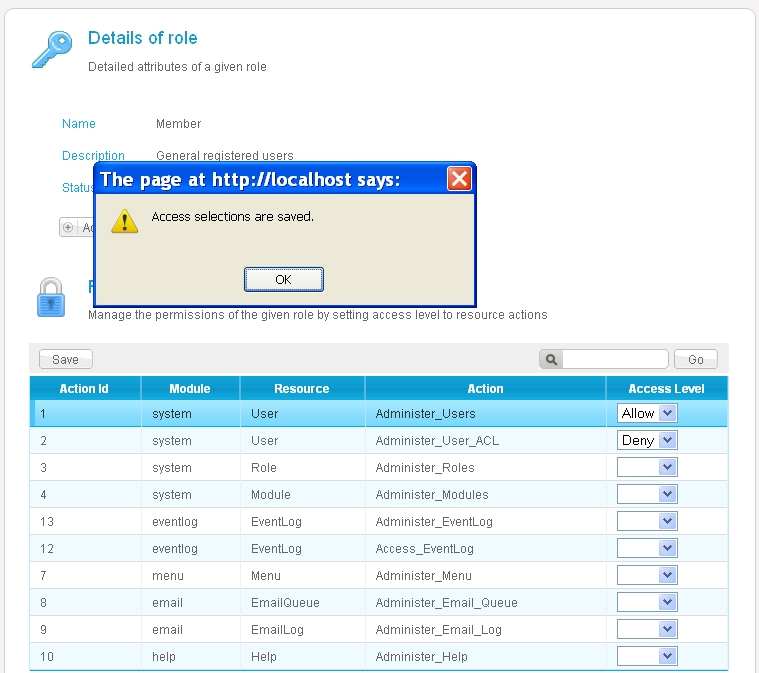 Details of role
Detailed attributes of a given role
Name Member
Description General registered users
Status
The page at http://localhost says:
Access selections are saved.
OK
Manage the permissions of the given role by setting access level to resource actions
Save Go
Action Id Module Resource Action Access Level
1 system User Administer_Users Allow
2 system User Administer_User_ACL Deny
3 system Role Administer_Roles
4 system Module Administer_Modules
13 eventlog EventLog Administer_EventLog
12 eventlog EventLog Access_EventLog
7 menu Menu Administer_Menu
8 email EmailQueue Administer_Email_Queue
9 email EmailLog Administer_Email_Log
10 help Help Administer_Help